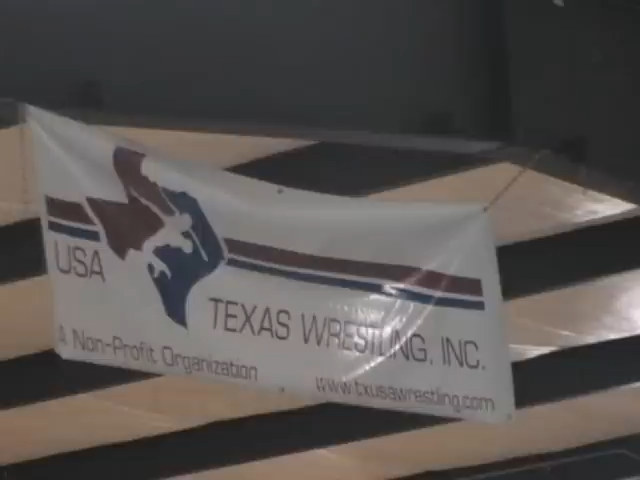 USA
TEXAS WRESTLING, INC.
A Non-Profit Organization
www.txusawrestling.com